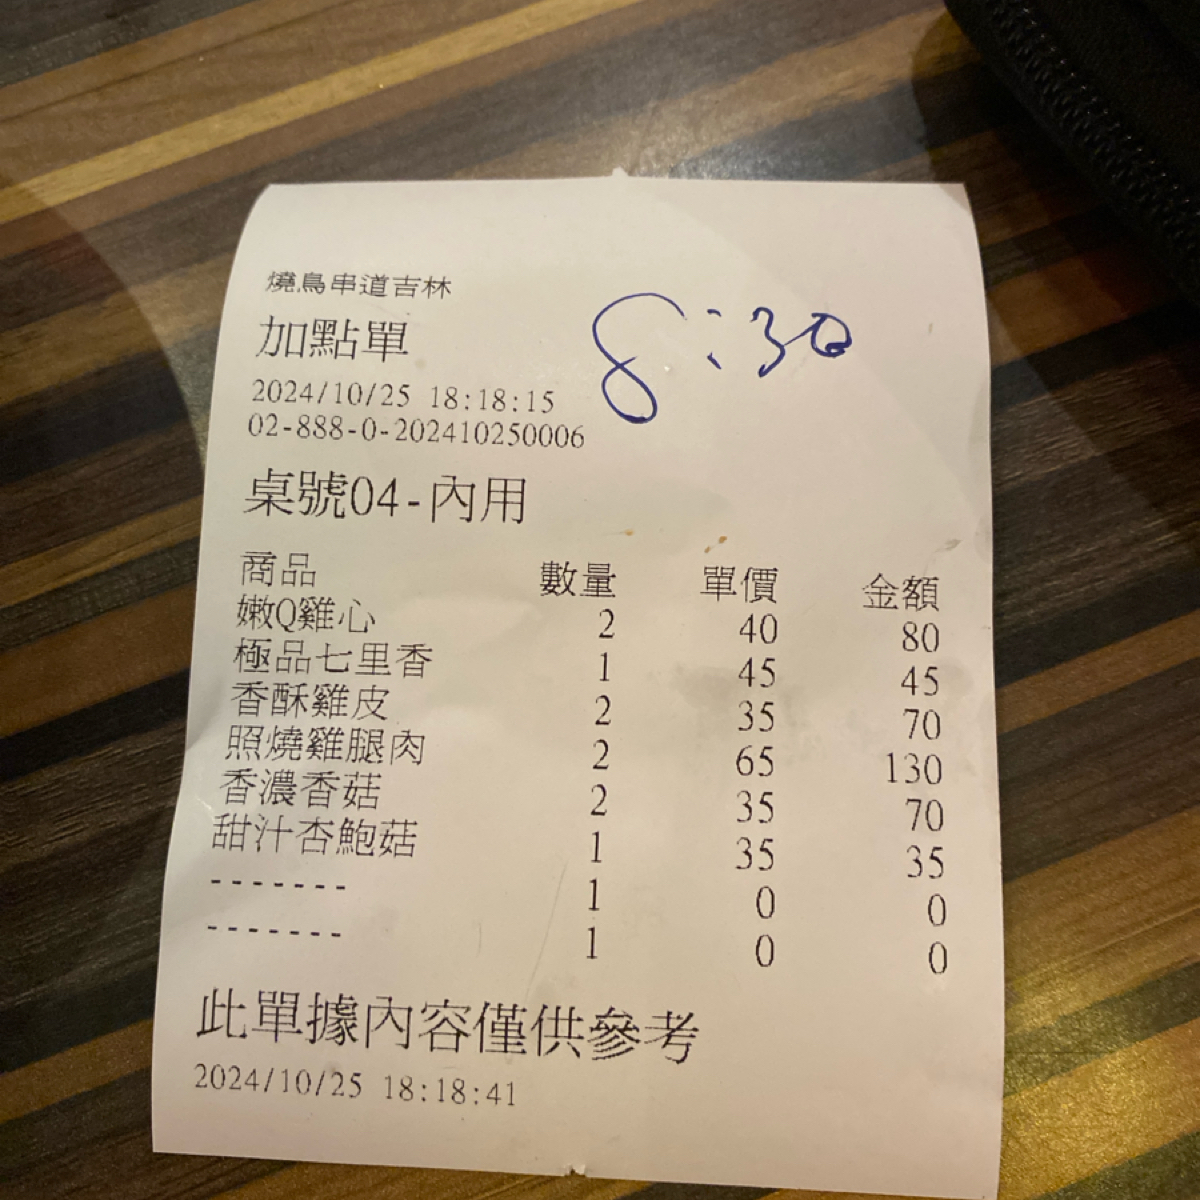 燒鳥串道吉林
加點單
8:30
2024/10/25 18:18:15
02-888-0-202410250006
桌號04-內用
商品 數量 單價 金額
嫩Q雞心 2 40 80
極品七里香 1 45 45
香酥雞皮 2 35 70
照燒雞腿肉 2 65 130
香濃香菇 2 35 70
甜汁杏鮑菇 1 35 35
------- 1 0 0
------- 1 0 0
此單據內容僅供參考
2024/10/25 18:18:41